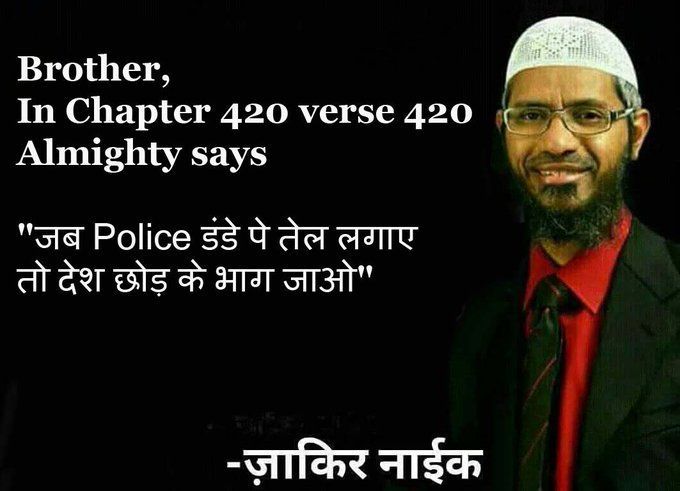 Brother,
In Chapter 420 verse 420
Almighty says
"जब Police डंडे पे तेल लगाए
तो देश छोड़ के भाग जाओ"
-ज़ाकिर नाईक